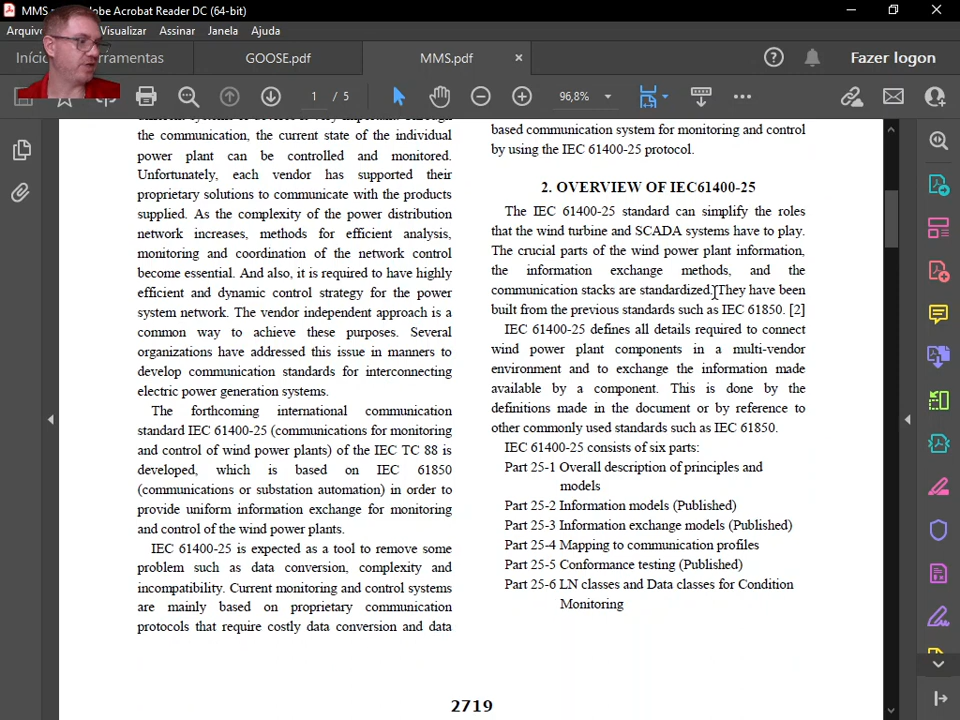 MMS.
dobe Acrobat Reader DC (64-bit)
Arquivo
Visualizar Assinar Janela Ajuda
Iníci
rramentas GOOSE.pdf MMS.pdf Fazer logon
1 / 5 96,8%
the communication, the current state of the individual
power plant can be controlled and monitored.
Unfortunately, each vendor has supported their
proprietary solutions to communicate with the products
supplied. As the complexity of the power distribution
network increases, methods for efficient analysis,
monitoring and coordination of the network control
become essential. And also, it is required to have highly
efficient and dynamic control strategy for the power
system network. The vendor independent approach is a
common way to achieve these purposes. Several
organizations have addressed this issue in manners to
develop communication standards for interconnecting
electric power generation systems.
The forthcoming international communication
standard IEC 61400-25 (communications for monitoring
and control of wind power plants) of the IEC TC 88 is
developed, which is based on IEC 61850
(communications or substation automation) in order to
provide uniform information exchange for monitoring
and control of the wind power plants.
IEC 61400-25 is expected as a tool to remove some
problem such as data conversion, complexity and
incompatibility. Current monitoring and control systems
are mainly based on proprietary communication
protocols that require costly data conversion and data
based communication system for monitoring and control
by using the IEC 61400-25 protocol.
2. OVERVIEW OF IEC61400-25
The IEC 61400-25 standard can simplify the roles
that the wind turbine and SCADA systems have to play.
The crucial parts of the wind power plant information,
the information exchange methods, and the
communication stacks are standardized. They have been
built from the previous standards such as IEC 61850. [2]
IEC 61400-25 defines all details required to connect
wind power plant components in a multi-vendor
environment and to exchange the information made
available by a component. This is done by the
definitions made in the document or by reference to
other commonly used standards such as IEC 61850.
IEC 61400-25 consists of six parts:
Part 25-1 Overall description of principles and
models
Part 25-2 Information models (Published)
Part 25-3 Information exchange models (Published)
Part 25-4 Mapping to communication profiles
Part 25-5 Conformance testing (Published)
Part 25-6 LN classes and Data classes for Condition
Monitoring
2719